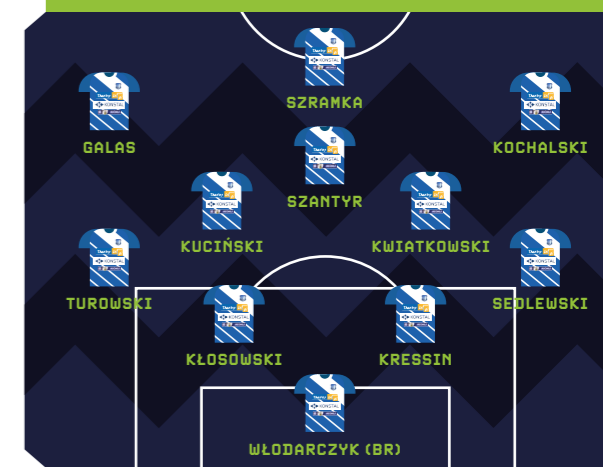 SZRAMKA
GALAS
KOCHALSKI
SZANTYR
KUCIŃSKI
KWIATKOWSKI
TUROWSKI
SEDLEWSKI
KŁOSOWSKI
KRESSIN
WŁODARCZYK (BR)